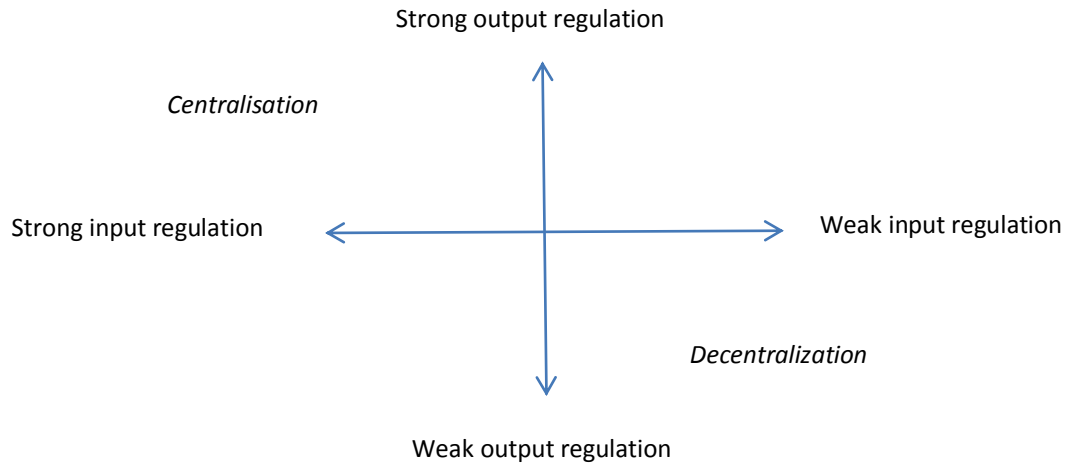 Strong output regulation
Centralisation
Strong input regulation
Weak input regulation
Decentralization
Weak output regulation